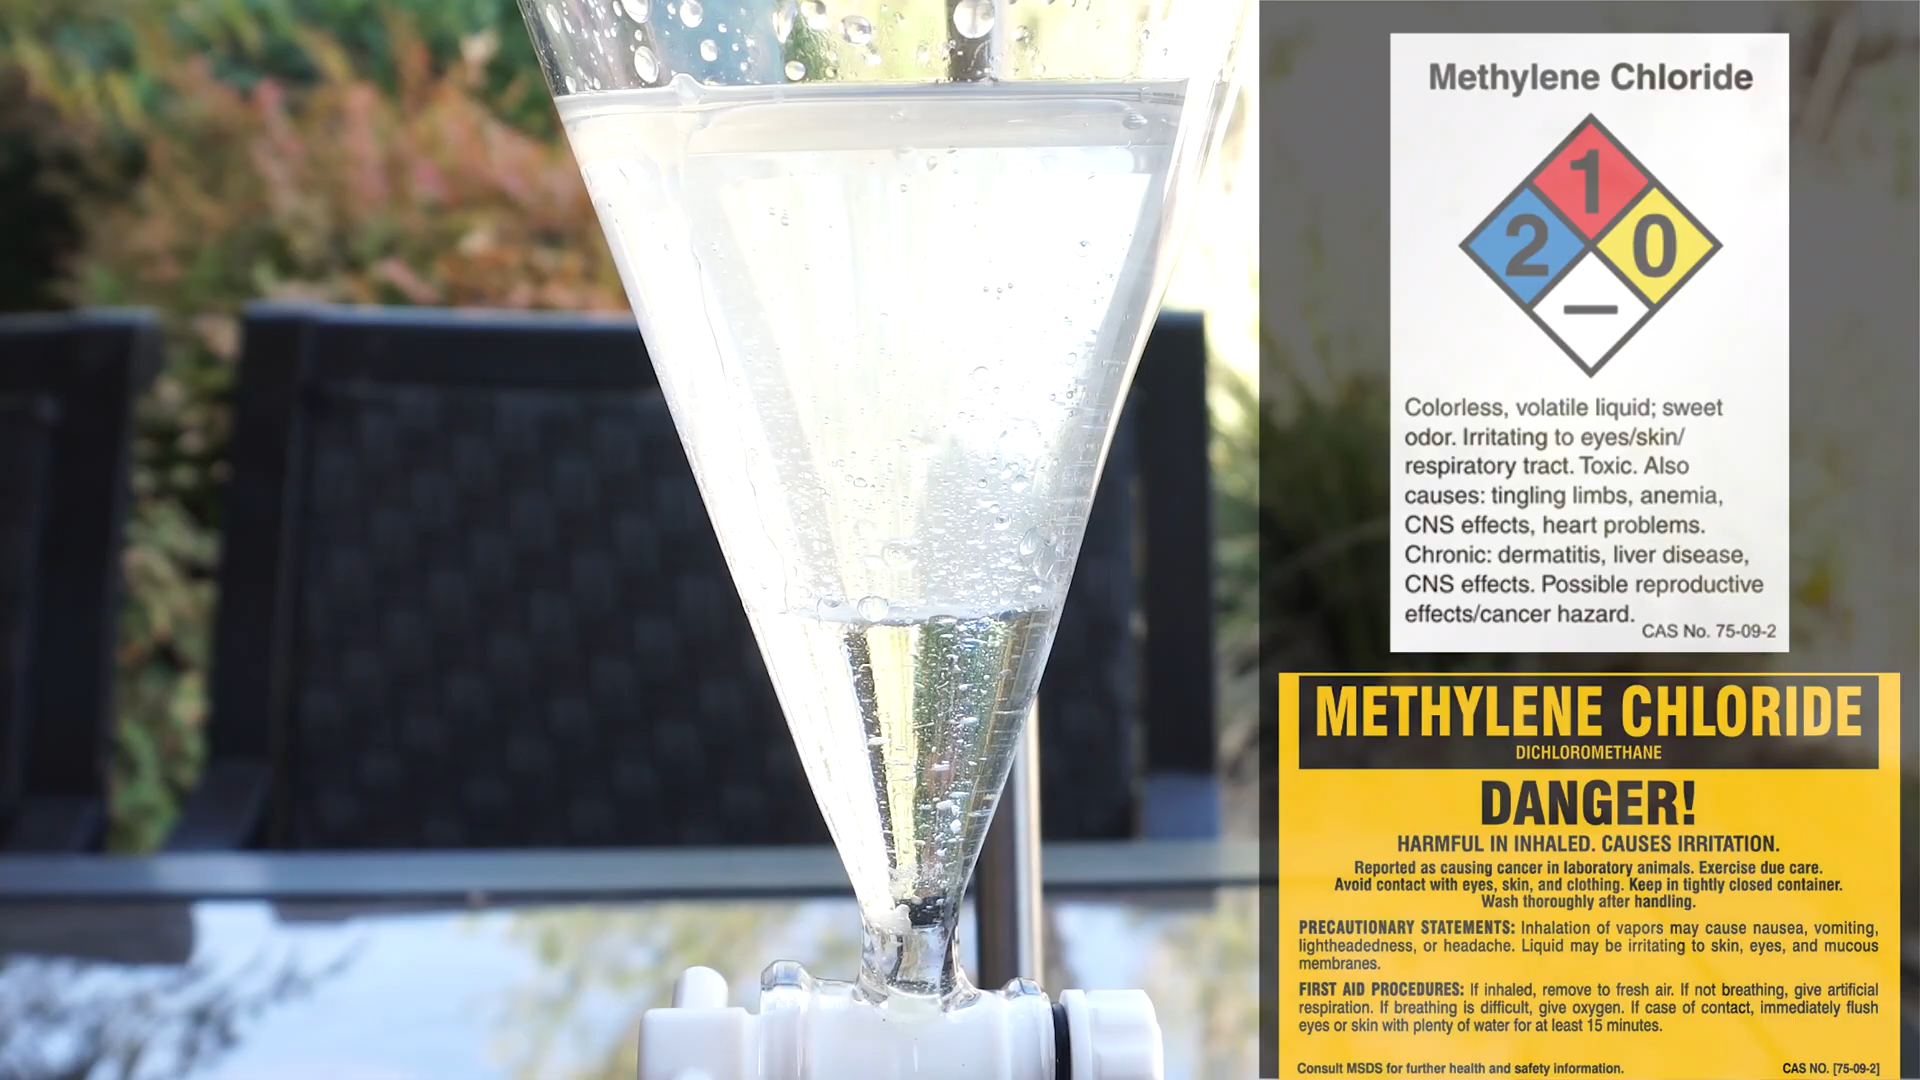 Methylene Chloride
1
2
0
—
Colorless, volatile liquid; sweet
odor. Irritating to eyes/skin/
respiratory tract. Toxic. Also
causes: tingling limbs, anemia,
CNS effects, heart problems.
Chronic: dermatitis, liver disease,
CNS effects. Possible reproductive
effects/cancer hazard.
CAS No. 75-09-2
METHYLENE CHLORIDE
DICHLOROMETHANE
DANGER!
HARMFUL IN INHALED. CAUSES IRRITATION.
Reported as causing cancer in laboratory animals. Exercise due care.
Avoid contact with eyes, skin, and clothing. Keep in tightly closed container.
Wash thoroughly after handling.
PRECAUTIONARY STATEMENTS: Inhalation of vapors may cause nausea, vomiting,
lightheadedness, or headache. Liquid may be irritating to skin, eyes, and mucous
membranes.
FIRST AID PROCEDURES: If inhaled, remove to fresh air. If not breathing, give artificial
respiration. If breathing is difficult, give oxygen. If case of contact, immediately flush
eyes or skin with plenty of water for at least 15 minutes.
Consult MSDS for further health and safety information.
CAS NO. [75-09-2]